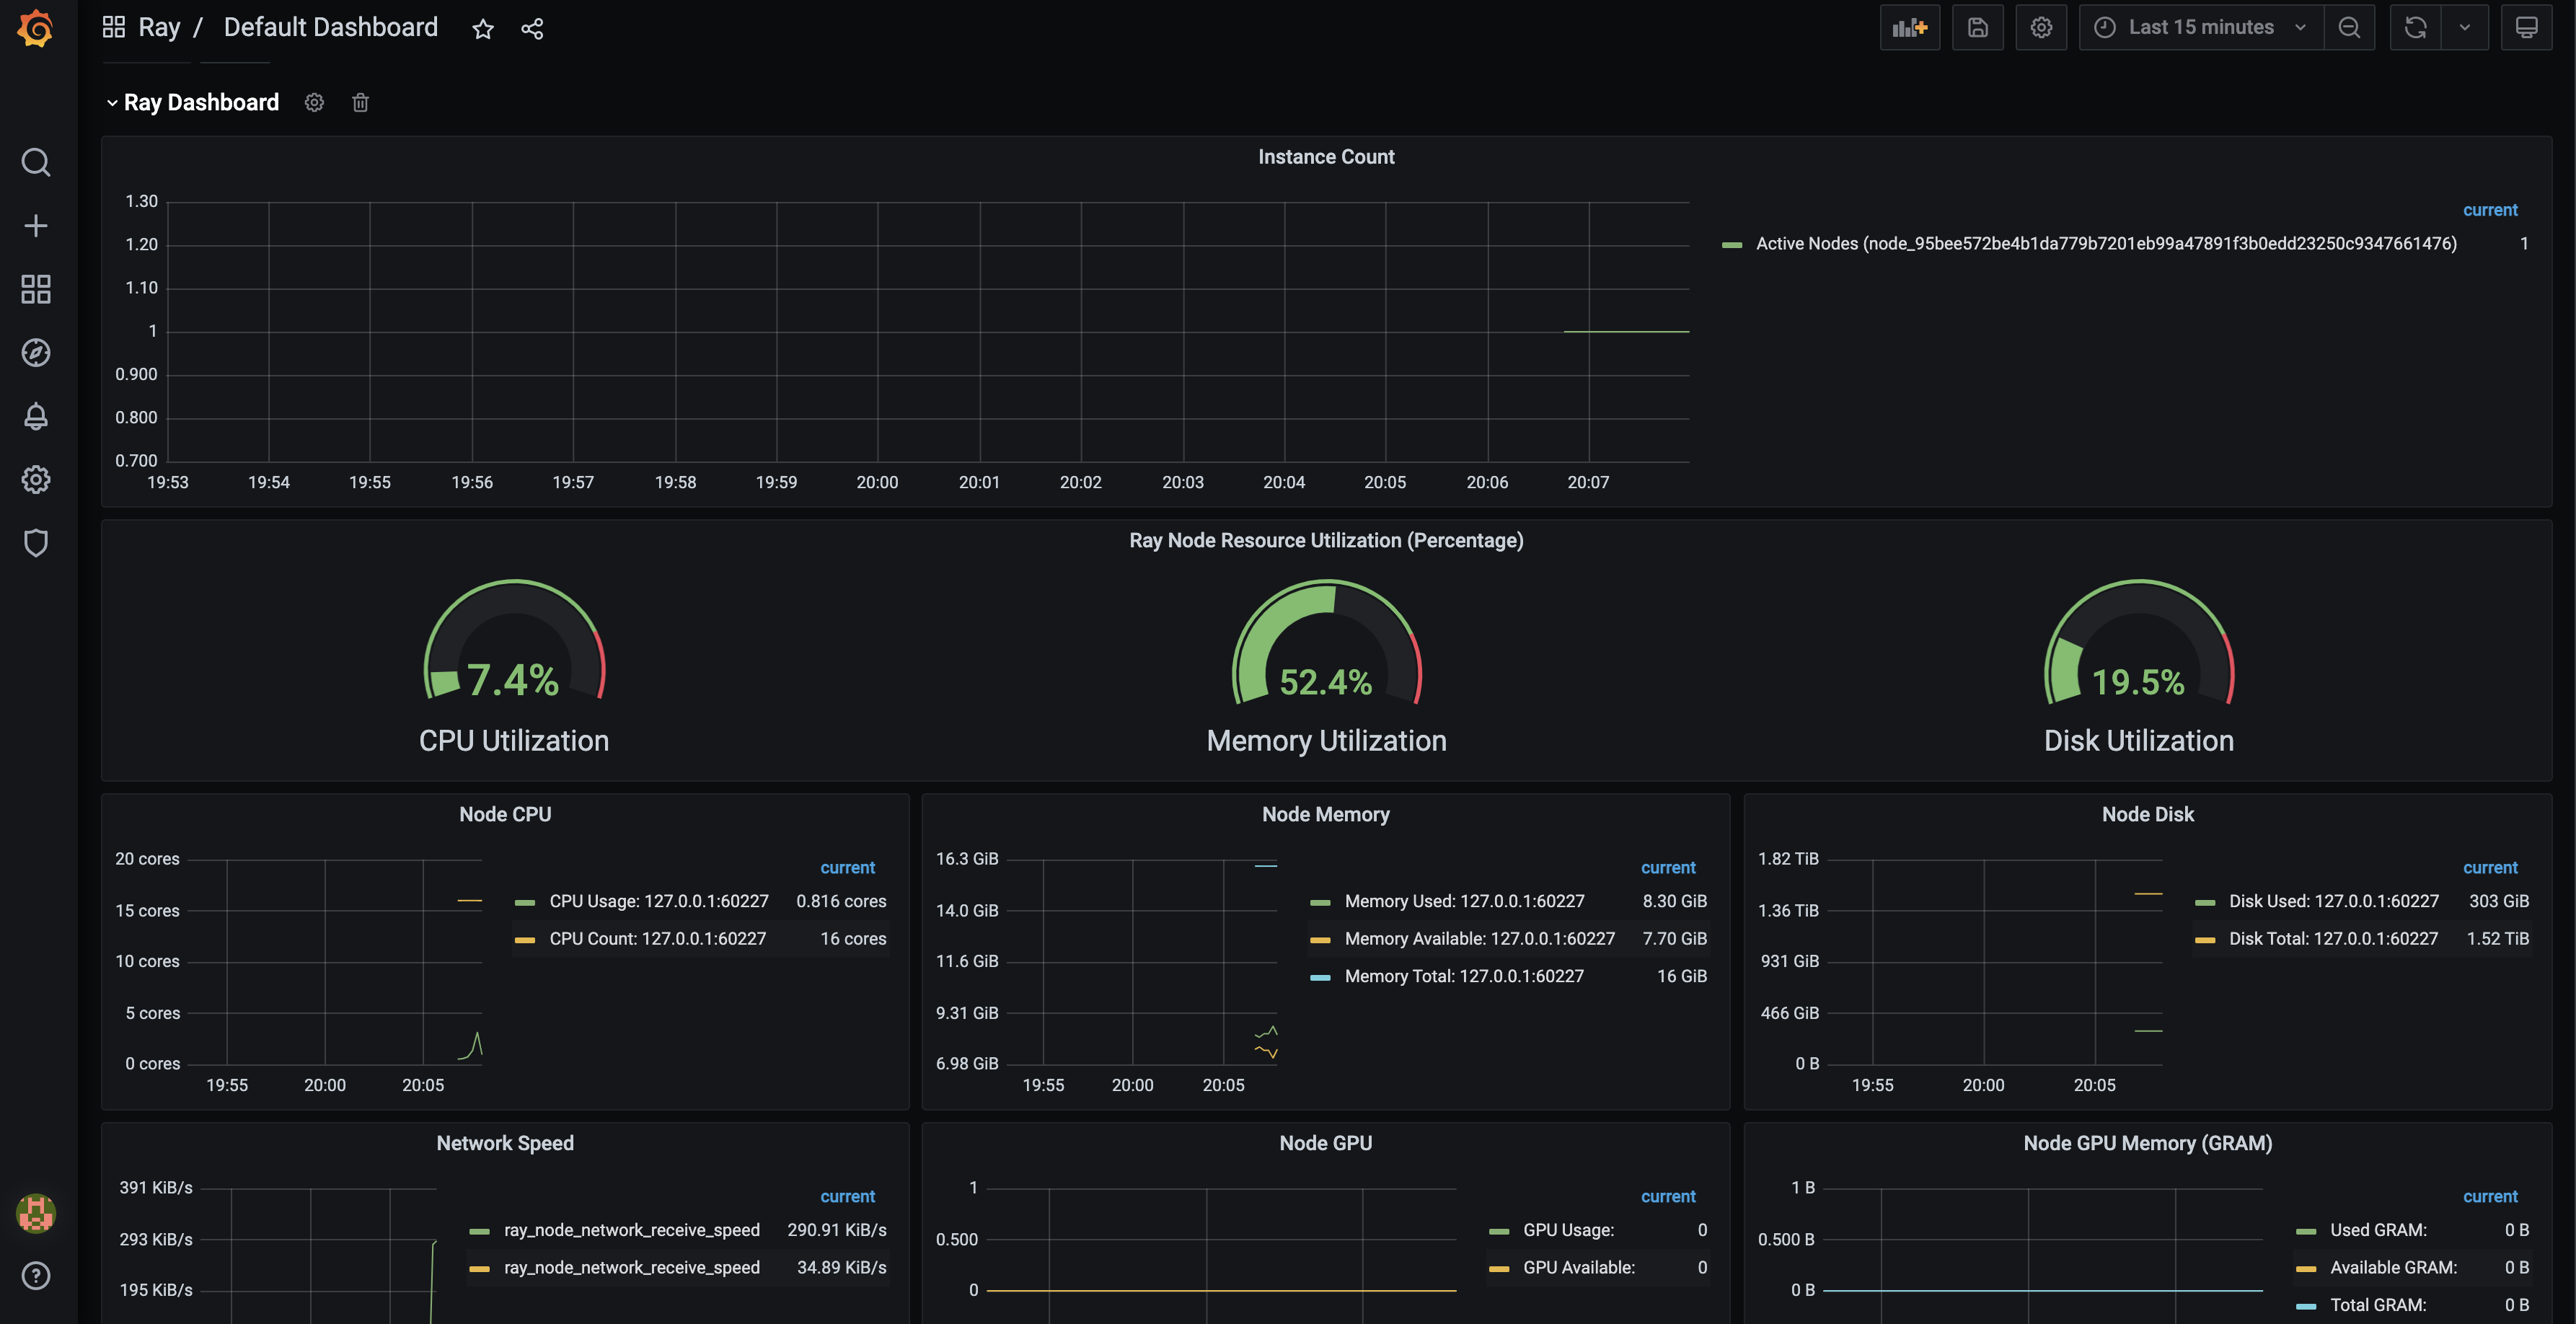 Ray / Default Dashboard
Last 15 minutes
Ray Dashboard
Instance Count
1.30
1.20
1.10
1
0.900
0.800
0.700
19:53 19:54 19:55 19:56 19:57 19:58 19:59 20:00 20:01 20:02 20:03 20:04 20:05 20:06 20:07
current
Active Nodes (node_95bee572be4b1da779b7201eb99a47891f3b0edd23250c9347661476) 1
Ray Node Resource Utilization (Percentage)
7.4%
CPU Utilization
52.4%
Memory Utilization
19.5%
Disk Utilization
Node CPU
20 cores
15 cores
10 cores
5 cores
0 cores
19:55 20:00 20:05
current
CPU Usage: 127.0.0.1:60227 0.816 cores
CPU Count: 127.0.0.1:60227 16 cores
Node Memory
16.3 GiB
14.0 GiB
11.6 GiB
9.31 GiB
6.98 GiB
19:55 20:00 20:05
current
Memory Used: 127.0.0.1:60227 8.30 GiB
Memory Available: 127.0.0.1:60227 7.70 GiB
Memory Total: 127.0.0.1:60227 16 GiB
Node Disk
1.82 TiB
1.36 TiB
931 GiB
466 GiB
0 B
19:55 20:00 20:05
current
Disk Used: 127.0.0.1:60227 303 GiB
Disk Total: 127.0.0.1:60227 1.52 TiB
Network Speed
391 KiB/s
293 KiB/s
195 KiB/s
current
ray_node_network_receive_speed 290.91 KiB/s
ray_node_network_receive_speed 34.89 KiB/s
Node GPU
1
0.500
0
current
GPU Usage: 0
GPU Available: 0
Node GPU Memory (GRAM)
1 B
0.500 B
0 B
current
Used GRAM: 0 B
Available GRAM: 0 B
Total GRAM: 0 B